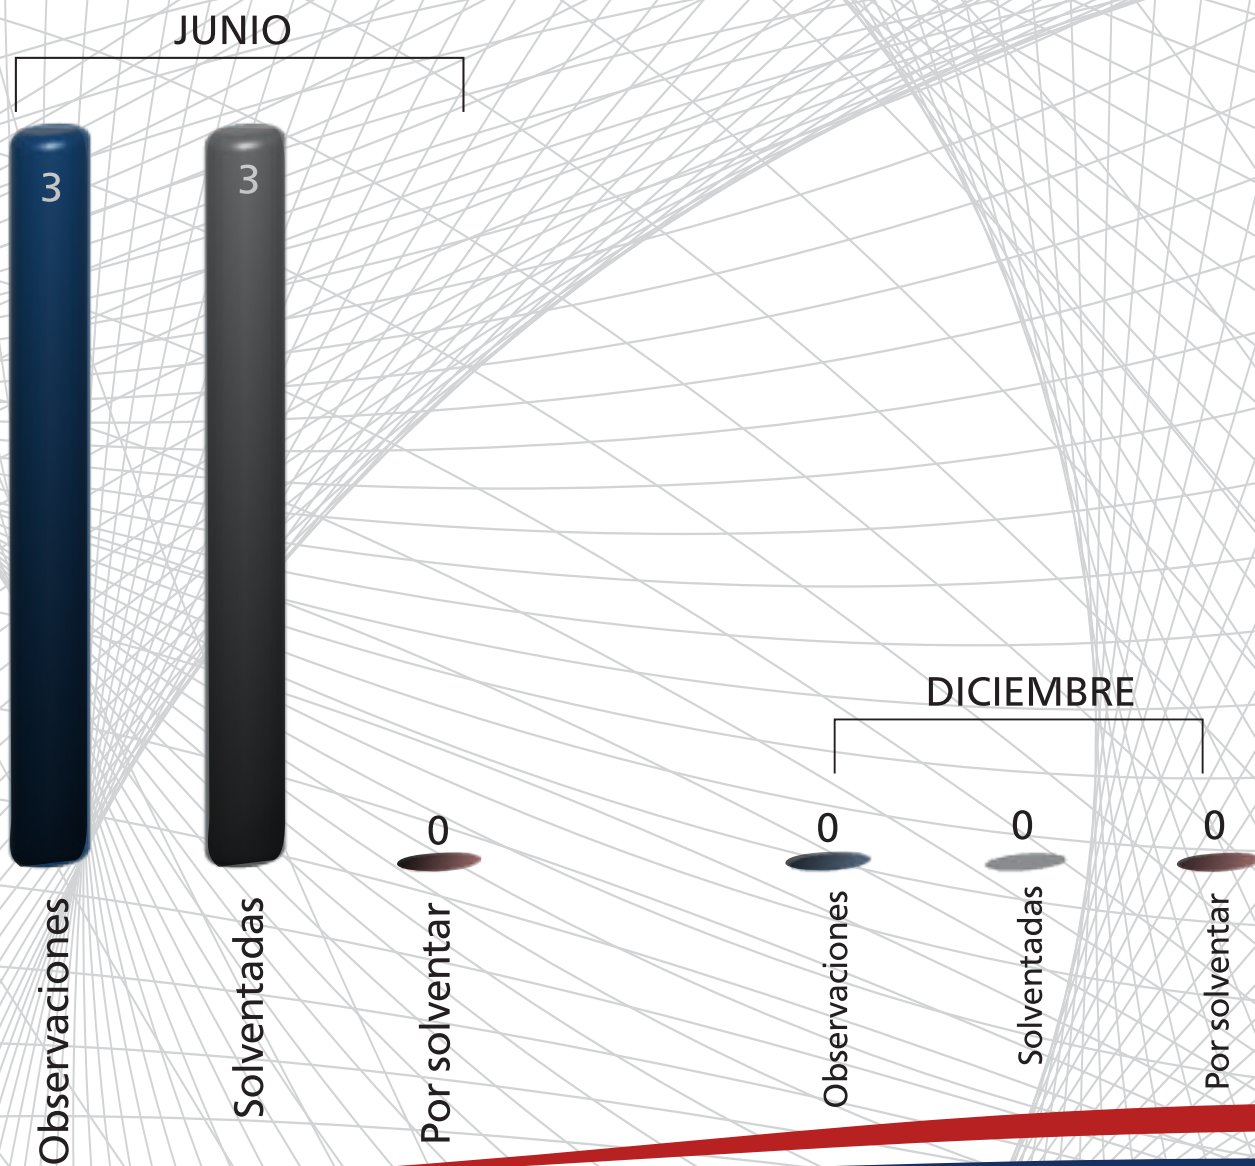 JUNIO
3
3
0
Observaciones
Solventadas
Por solventar
DICIEMBRE
0
0
0
Observaciones
Solventadas
Por solventar